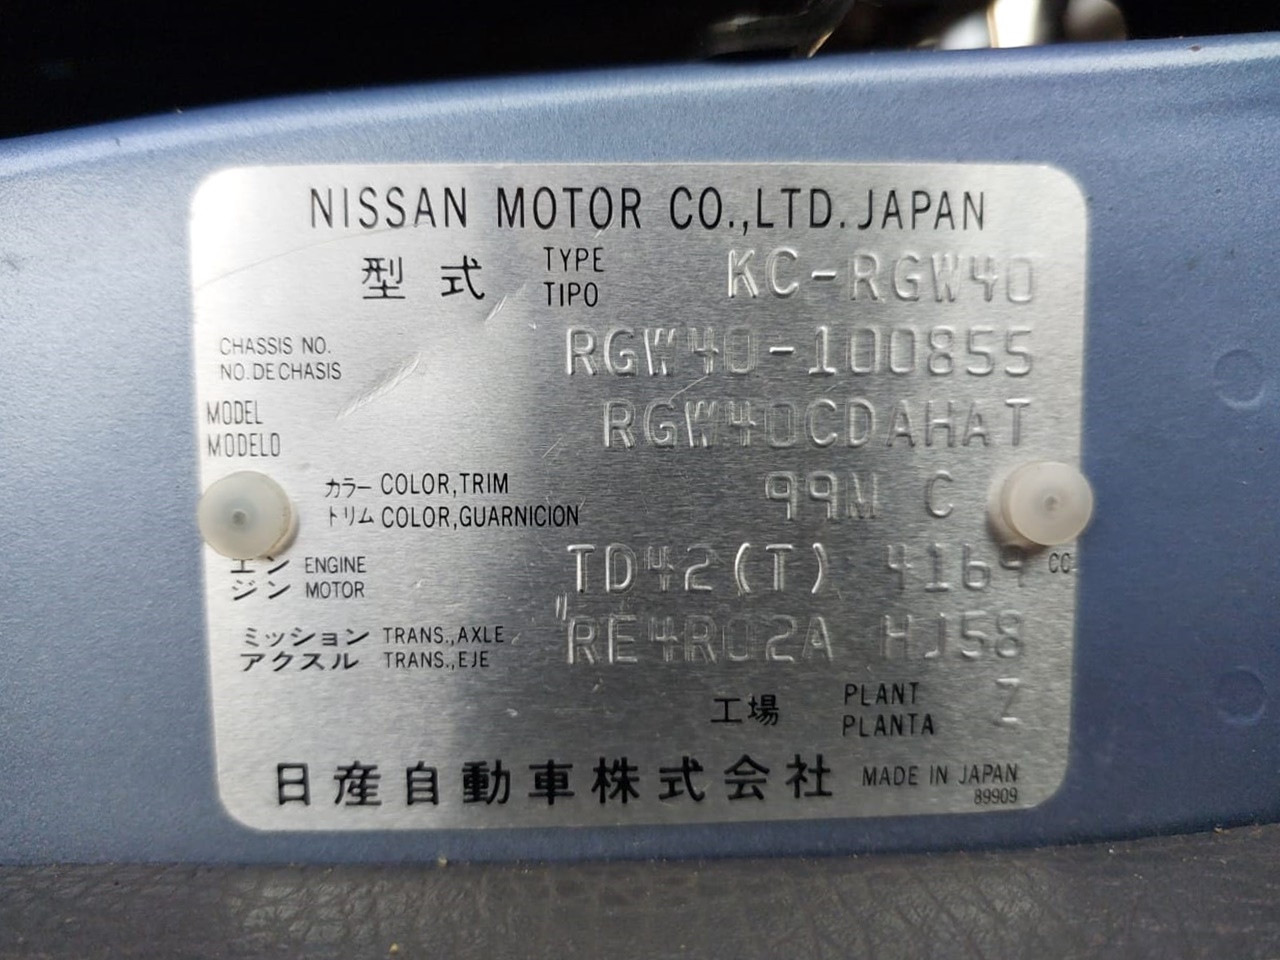 NISSAN MOTOR CO.,LTD. JAPAN
型式 TYPE KC-RGW40
TIPO
CHASSIS NO. RGW40-100855
NO. DE CHASIS
MODEL RGW40CDAHAT
MODELO
カラー COLOR,TRIM 99M C
トリム COLOR,GUARNICION
エン ENGINE TD42(T) 4169 CC
ジン MOTOR
ミッション TRANS.,AXLE RE4R02A HJ58
アクスル TRANS.,EJE
工場 PLANT Z
PLANTA
日産自動車株式会社 MADE IN JAPAN
89909